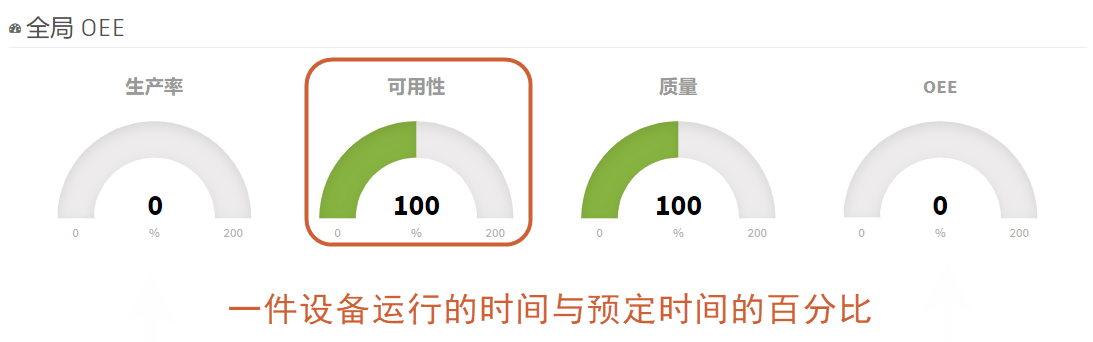 全局 OEE
生产率 可用性 质量 OEE
0 100 100 0
0 % 200 0 % 200 0 % 200 0 % 200
一件设备运行的时间与预定时间的百分比